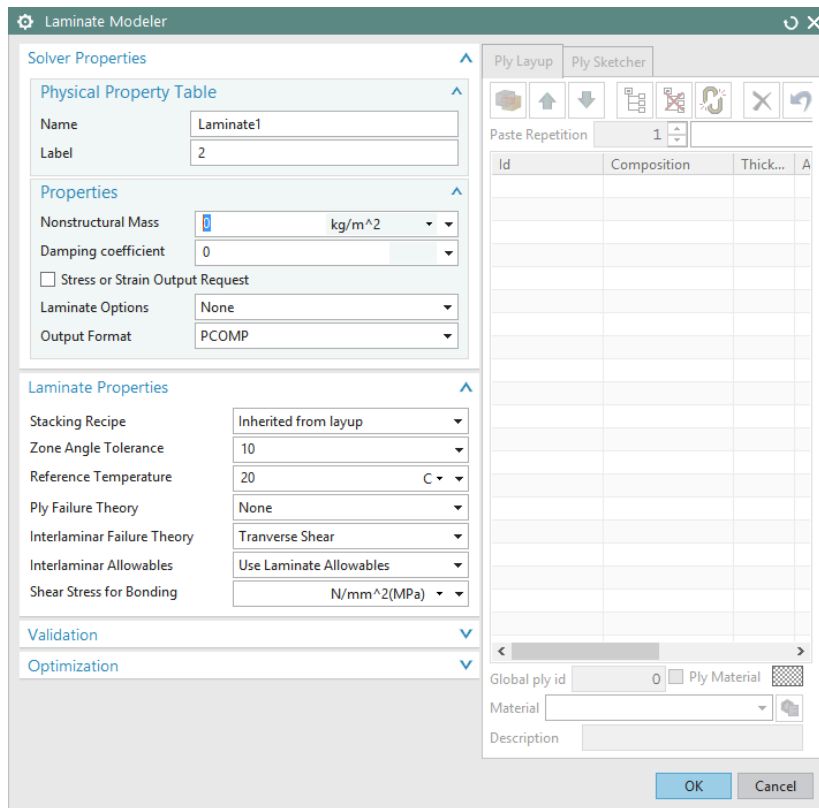 Laminate Modeler
Solver Properties
Physical Property Table
Name Laminate1
Label 2
Properties
Nonstructural Mass 0 kg/m^2
Damping coefficient 0
Stress or Strain Output Request
Laminate Options None
Output Format PCOMP
Laminate Properties
Stacking Recipe Inherited from layup
Zone Angle Tolerance 10
Reference Temperature 20 C
Ply Failure Theory None
Interlaminar Failure Theory Tranverse Shear
Interlaminar Allowables Use Laminate Allowables
Shear Stress for Bonding N/mm^2(MPa)
Validation
Optimization
Ply Layup Ply Sketcher
Paste Repetition 1
Id Composition Thick... A
Global ply id 0 Ply Material
Material
Description
OK Cancel